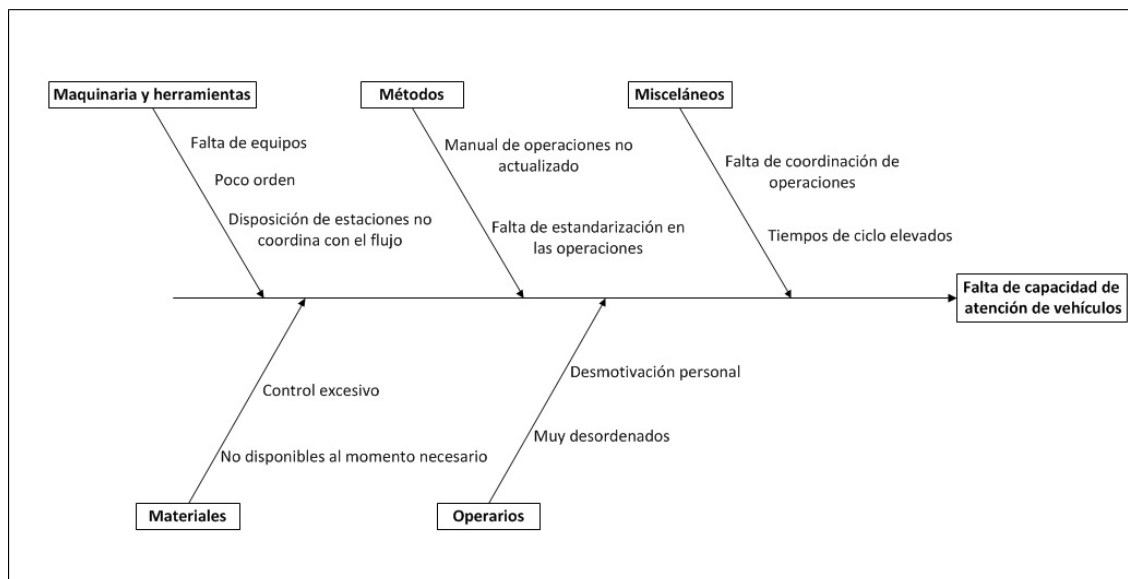 Maquinaria y herramientas
Métodos
Misceláneos
Falta de equipos
Poco orden
Disposición de estaciones no
coordina con el flujo
Manual de operaciones no
actualizado
Falta de estandarización en
las operaciones
Falta de coordinación de
operaciones
Tiempos de ciclo elevados
Falta de capacidad de
atención de vehículos
Control excesivo
No disponibles al momento necesario
Desmotivación personal
Muy desordenados
Materiales
Operarios